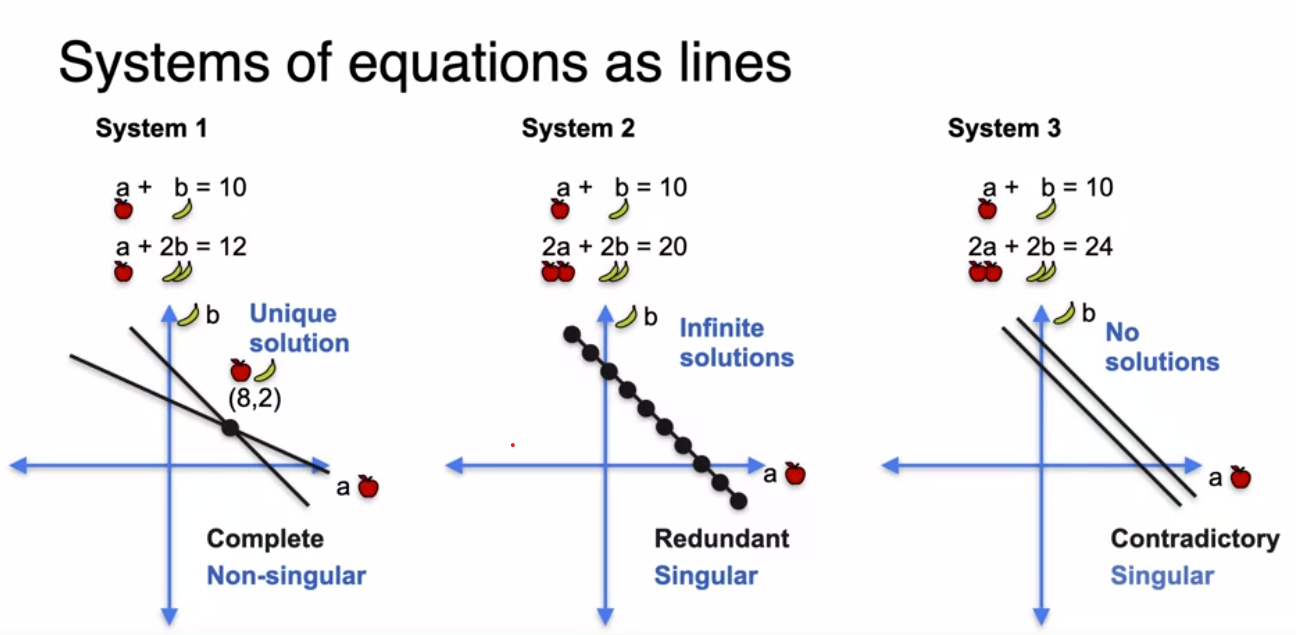 Systems of equations as lines
System 1
a + b = 10
a + 2b = 12
b
Unique
solution
(8,2)
a
Complete
Non-singular
System 2
a + b = 10
2a + 2b = 20
b
Infinite
solutions
a
Redundant
Singular
System 3
a + b = 10
2a + 2b = 24
b
No
solutions
a
Contradictory
Singular